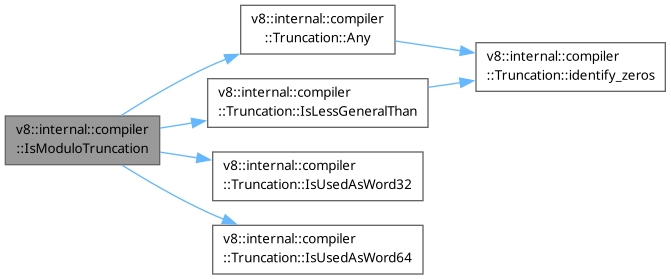 v8::internal::compiler
::IsModuloTruncation
v8::internal::compiler
::Truncation::Any
v8::internal::compiler
::Truncation::IsLessGeneralThan
v8::internal::compiler
::Truncation::IsUsedAsWord32
v8::internal::compiler
::Truncation::IsUsedAsWord64
v8::internal::compiler
::Truncation::identify_zeros